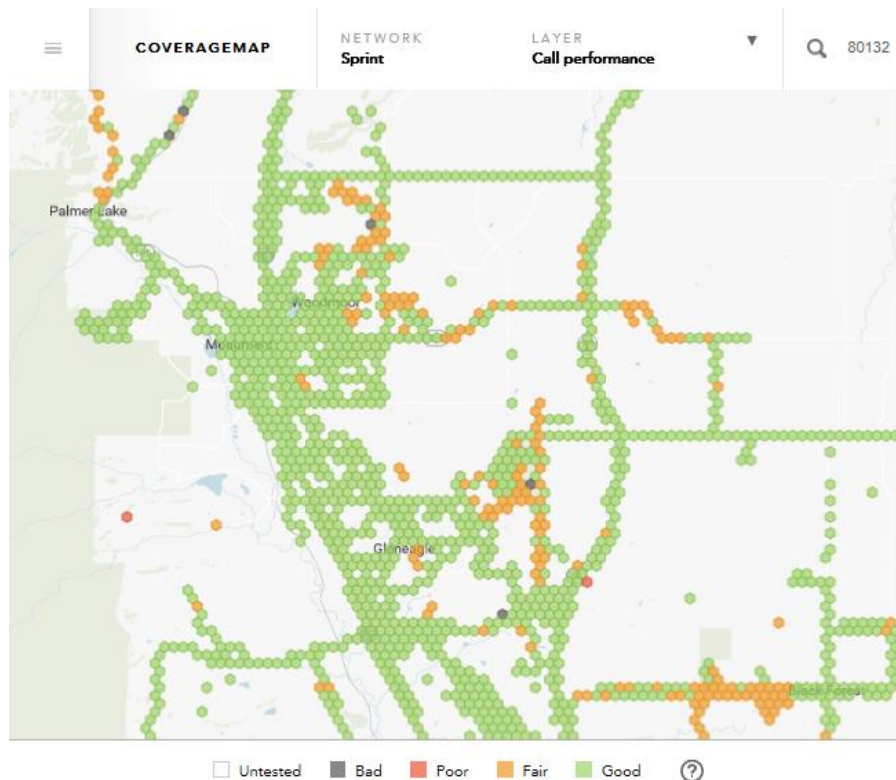 COVERAGEMAP
NETWORK
Sprint
LAYER
Call performance
80132
Palmer Lake
Woodmoor
Monument
Gleneagle
Black Forest
Untested
Bad
Poor
Fair
Good
?